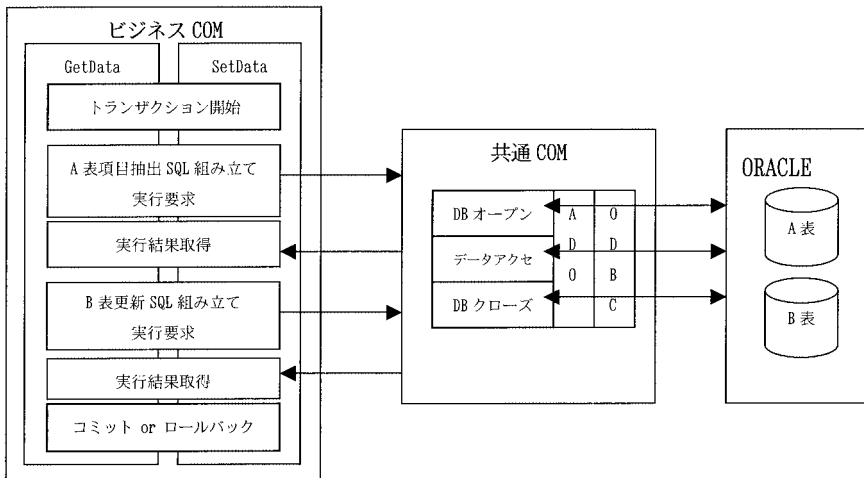 ビジネス COM
GetData
SetData
トランザクション開始
A 表項目抽出 SQL 組み立て
実行要求
実行結果取得
B 表更新 SQL 組み立て
実行要求
実行結果取得
コミット or ロールバック
共通 COM
DB オープン
データアクセ
DB クローズ
A
D
O
O
D
B
C
ORACLE
A 表
B 表